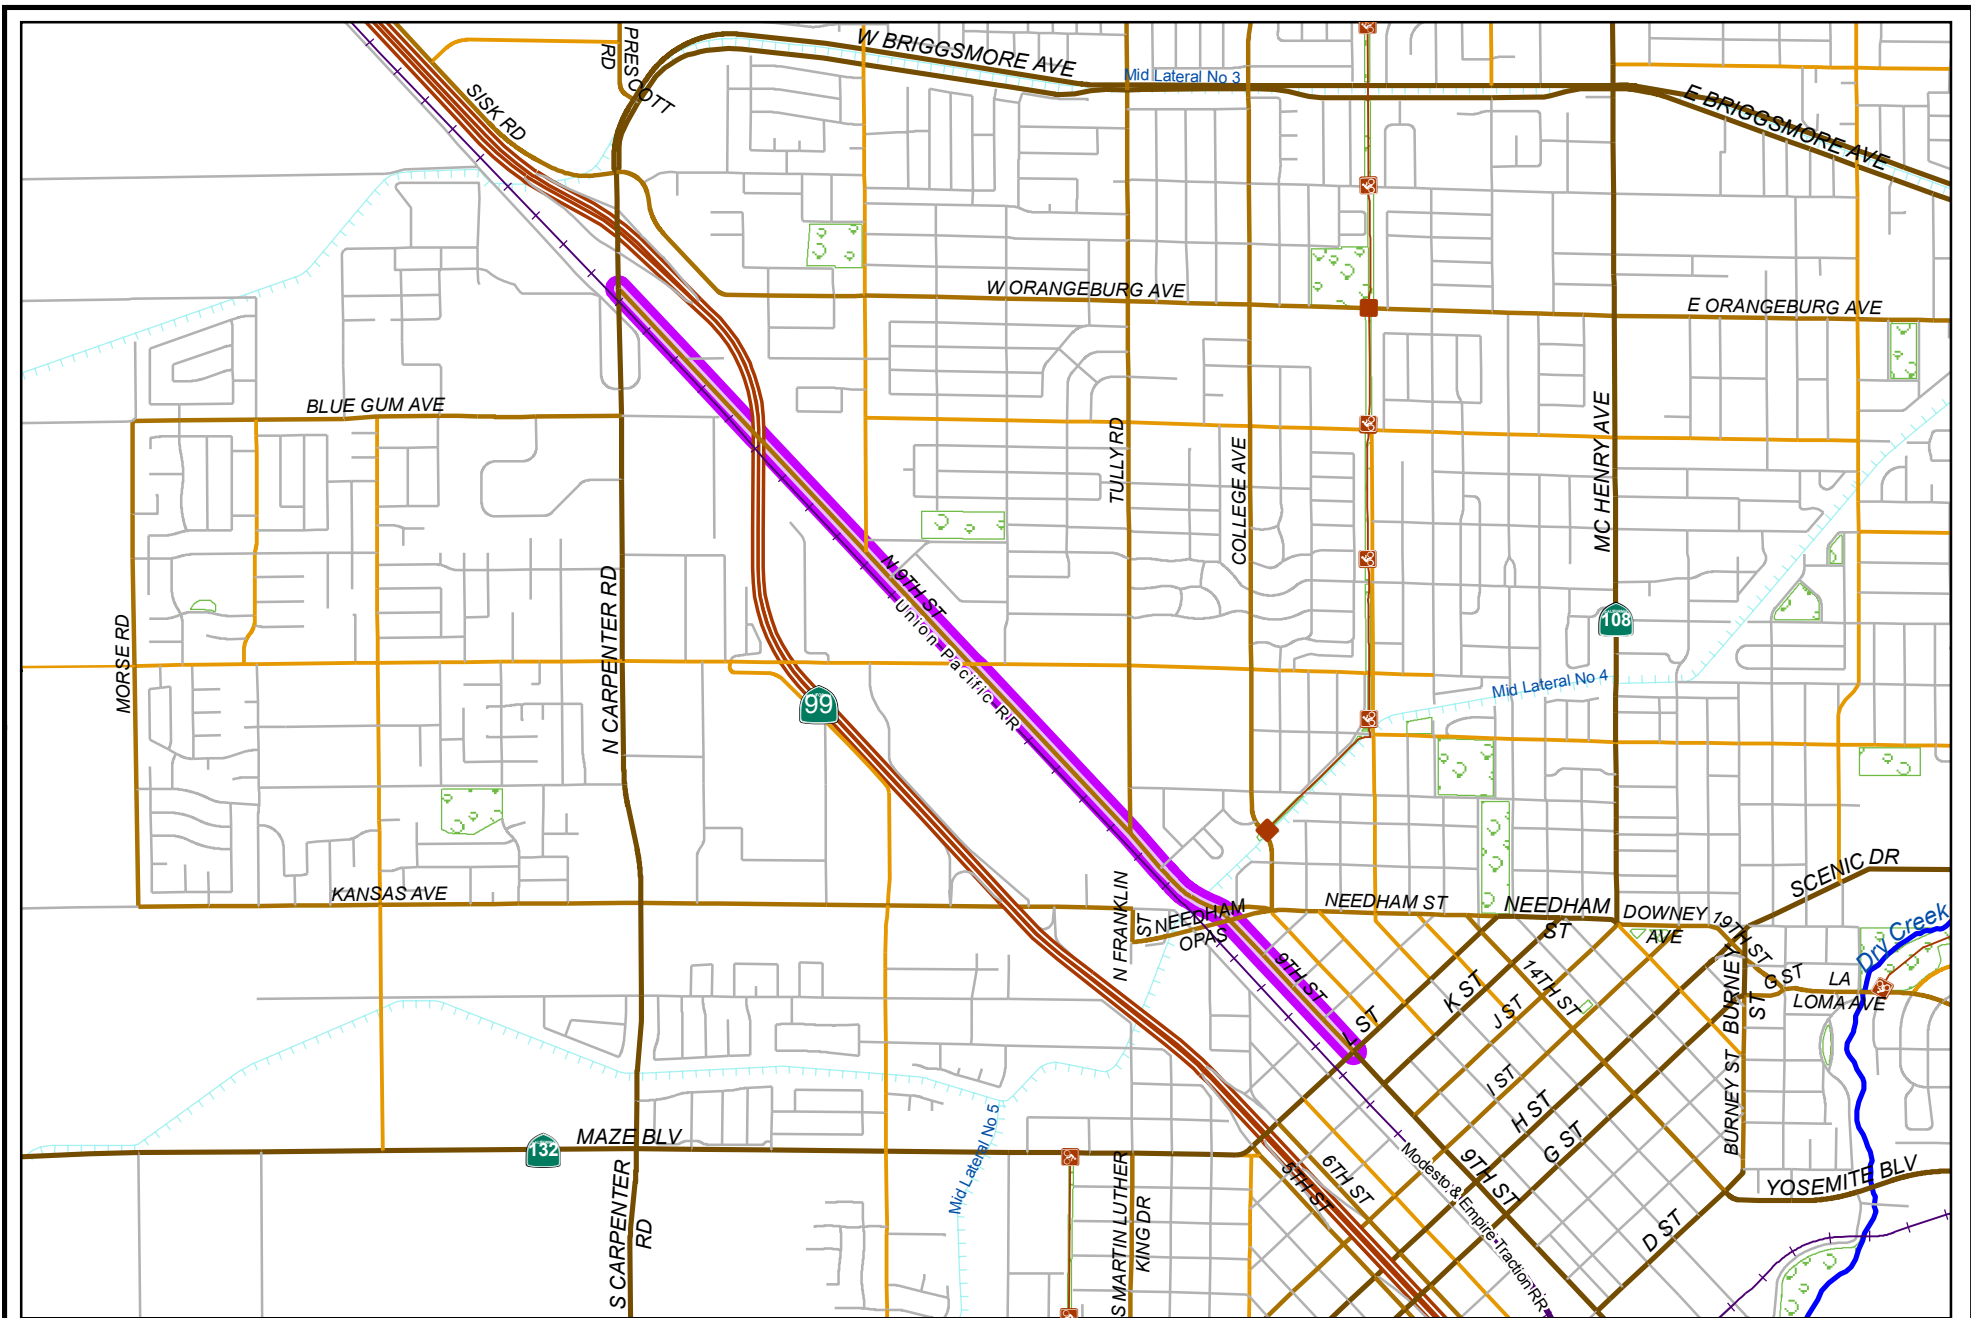 PRESCOTT
RD
W BRIGGSMORE AVE
Mid Lateral No 3
SISK RD
E BRIGGSMORE AVE
W ORANGEBURG AVE
E ORANGEBURG AVE
BLUE GUM AVE
TULLY RD
COLLEGE AVE
MC HENRY AVE
N 9TH ST
Union Pacific RR
MORSE RD
N CARPENTER RD
108
99
Mid Lateral No 4
KANSAS AVE
N FRANKLIN
ST
NEEDHAM
OPAS
NEEDHAM ST
NEEDHAM
ST
DOWNEY
AVE
19TH ST
SCENIC DR
Dry Creek
9TH ST
L ST
K ST
J ST
14TH ST
BURNEY
ST
G ST
LA
LOMA AVE
I ST
H ST
G ST
BURNEY ST
Mid Lateral No 5
132
MAZE BLV
S CARPENTER
RD
S MARTIN LUTHER
KING DR
5TH ST
6TH ST
Modesto & Empire Traction RR
9TH ST
YOSEMITE BLV
D ST